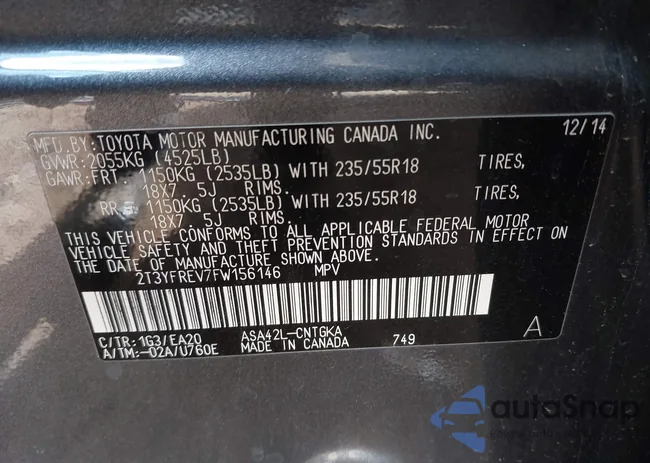 MFD.BY:TOYOTA MOTOR MANUFACTURING CANADA INC. 12/14
GVWR:2055KG (4525LB)
GAWR:FRT 1150KG (2535LB) WITH 235/55R18 TIRES,
18X7.5J RIMS.
RR 1150KG (2535LB) WITH 235/55R18 TIRES,
18X7.5J RIMS.
THIS VEHICLE CONFORMS TO ALL APPLICABLE FEDERAL MOTOR
VEHICLE SAFETY AND THEFT PREVENTION STANDARDS IN EFFECT ON
THE DATE OF MANUFACTURE SHOWN ABOVE.
2T3YFREV7FW156146 MPV
C/TR:1G3/EA20 ASA42L-CNTGKA A
A/TM:-02A/U760E MADE IN CANADA 749
autoSnap